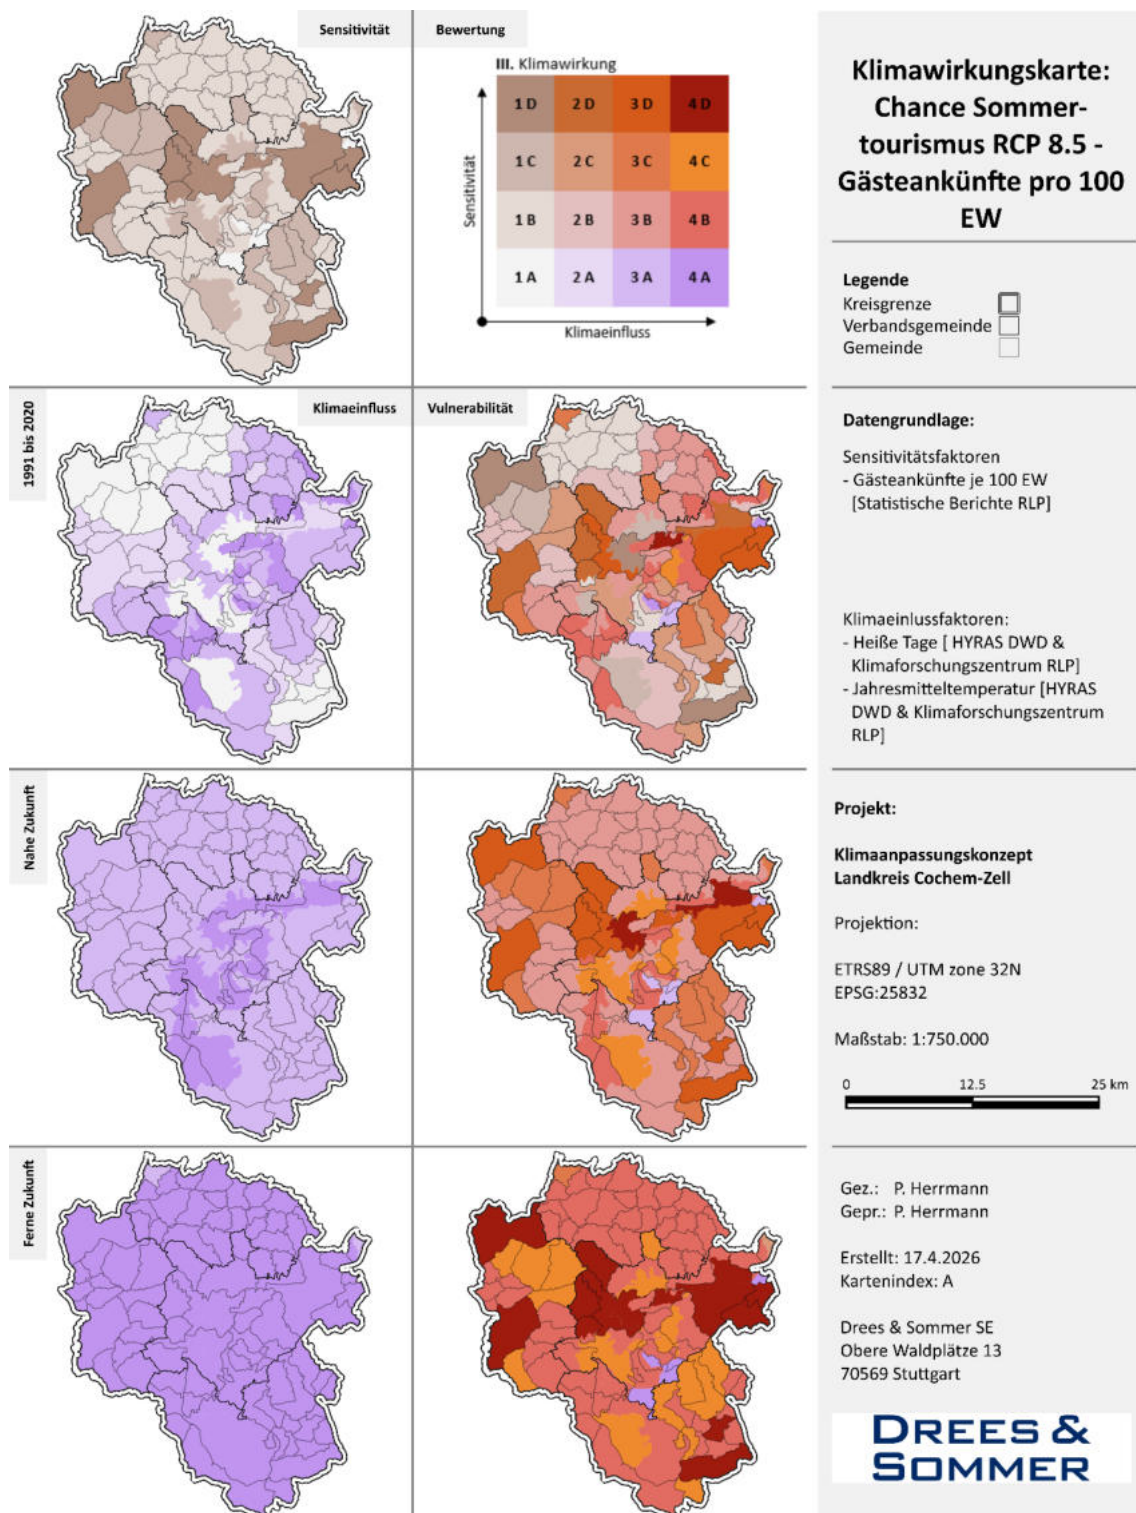 Sensitivität
Bewertung
III. Klimawirkung
1 D
2 D
3 D
4 D
1 C
2 C
3 C
4 C
1 B
2 B
3 B
4 B
1 A
2 A
3 A
4 A
Sensitivität
Klimaeinfluss
Klimawirkungskarte:
Chance Sommer-
tourismus RCP 8.5 -
Gästeankünfte pro 100
EW
Legende
Kreisgrenze
Verbandsgemeinde
Gemeinde
1991 bis 2020
Klimaeinfluss
Vulnerabilität
Datengrundlage:
Sensitivitätsfaktoren
- Gästeankünfte je 100 EW
[Statistische Berichte RLP]
Klimaeinlussfaktoren:
- Heiße Tage [ HYRAS DWD &
Klimaforschungszentrum RLP]
- Jahresmitteltemperatur [HYRAS
DWD & Klimaforschungszentrum
RLP]
Nahe Zukunft
Projekt:
Klimaanpassungskonzept
Landkreis Cochem-Zell
Projektion:
ETRS89 / UTM zone 32N
EPSG:25832
Maßstab: 1:750.000
0
12.5
25 km
Ferne Zukunft
Gez.: P. Herrmann
Gepr.: P. Herrmann
Erstellt: 17.4.2026
Kartenindex: A
Drees & Sommer SE
Obere Waldplätze 13
70569 Stuttgart
DREES &
SOMMER